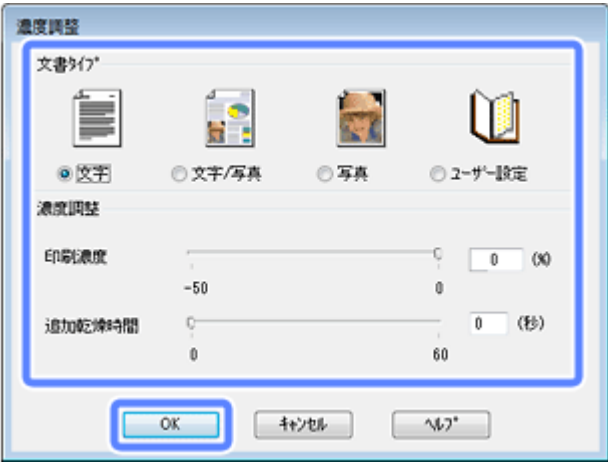 濃度調整
文書ﾀｲﾌﾟ
文字 文字/写真 写真 ﾕｰｻﾞｰ設定
濃度調整
印刷濃度 0 (%)
-50 0
追加乾燥時間 0 (秒)
0 60
OK ｷｬﾝｾﾙ ﾍﾙﾌﾟ